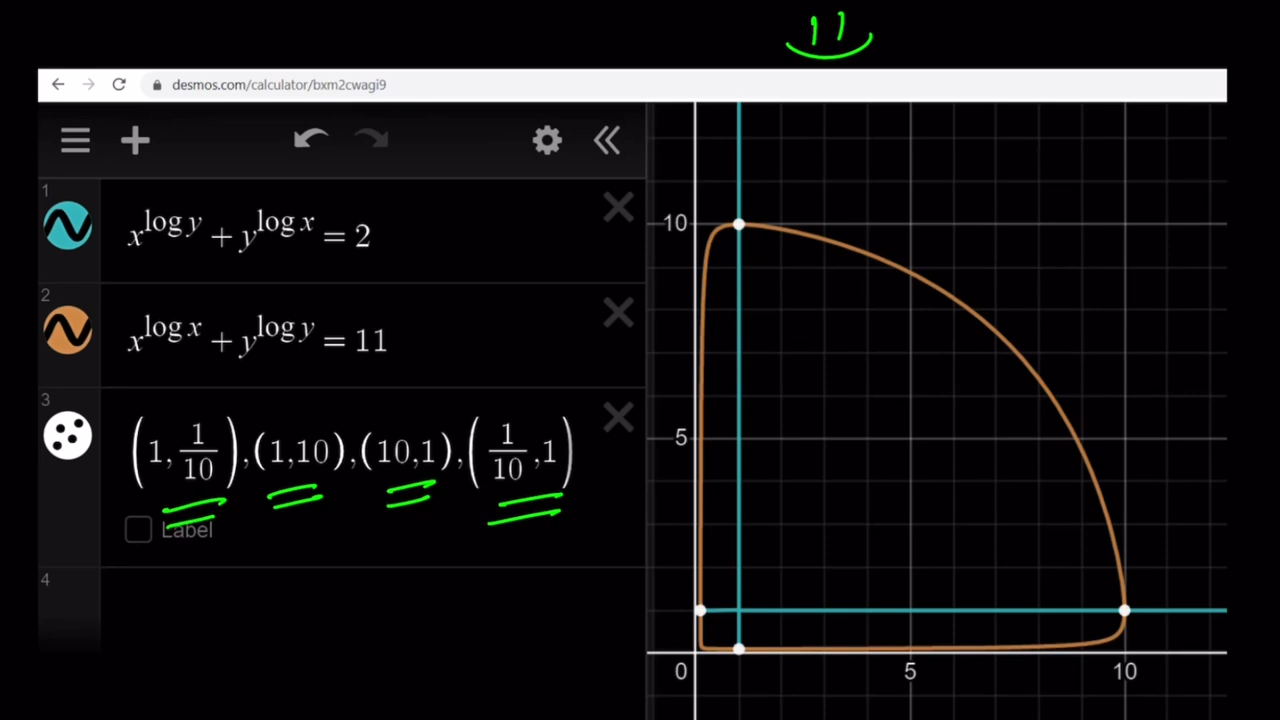 desmos.com/calculator/bxm2cwagi9
1
x^{log y} + y^{log x} = 2
2
x^{log x} + y^{log y} = 11
3
(1, 1/10), (1,10), (10,1), (1/10, 1)
Label
4
10
5
0 5 10